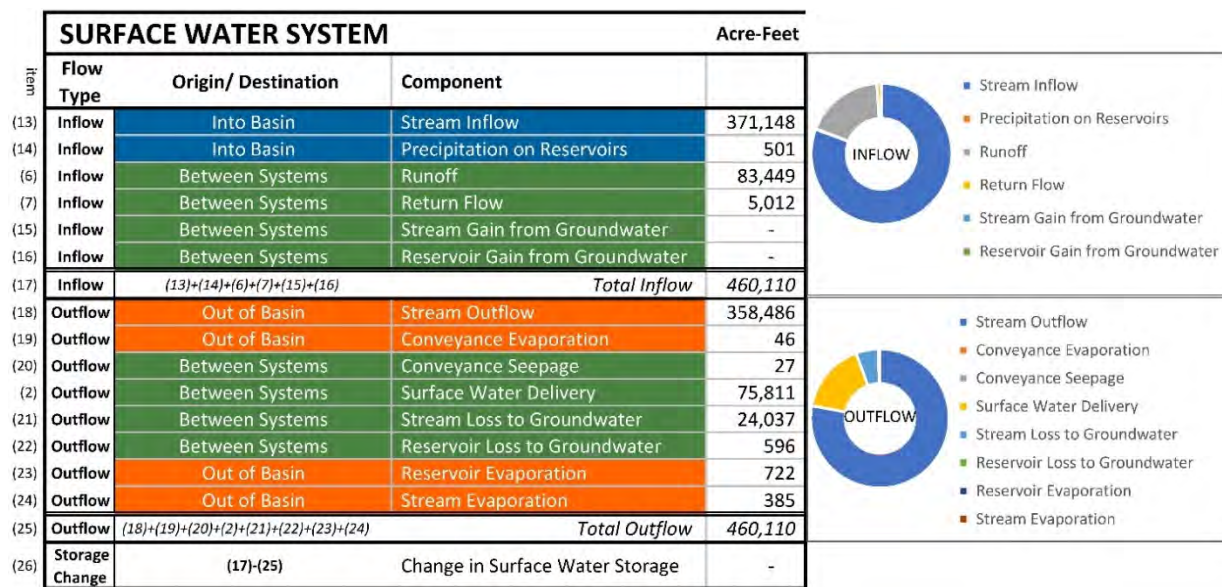 SURFACE WATER SYSTEM Acre-Feet
item Flow Type Origin/ Destination Component
(13) Inflow Into Basin Stream Inflow 371,148
(14) Inflow Into Basin Precipitation on Reservoirs 501
(6) Inflow Between Systems Runoff 83,449
(7) Inflow Between Systems Return Flow 5,012
(15) Inflow Between Systems Stream Gain from Groundwater -
(16) Inflow Between Systems Reservoir Gain from Groundwater -
(17) Inflow (13)+(14)+(6)+(7)+(15)+(16) Total Inflow 460,110
(18) Outflow Out of Basin Stream Outflow 358,486
(19) Outflow Out of Basin Conveyance Evaporation 46
(20) Outflow Between Systems Conveyance Seepage 27
(2) Outflow Between Systems Surface Water Delivery 75,811
(21) Outflow Between Systems Stream Loss to Groundwater 24,037
(22) Outflow Between Systems Reservoir Loss to Groundwater 596
(23) Outflow Out of Basin Reservoir Evaporation 722
(24) Outflow Out of Basin Stream Evaporation 385
(25) Outflow (18)+(19)+(20)+(2)+(21)+(22)+(23)+(24) Total Outflow 460,110
(26) Storage Change (17)-(25) Change in Surface Water Storage -
INFLOW
Stream Inflow
Precipitation on Reservoirs
Runoff
Return Flow
Stream Gain from Groundwater
Reservoir Gain from Groundwater
OUTFLOW
Stream Outflow
Conveyance Evaporation
Conveyance Seepage
Surface Water Delivery
Stream Loss to Groundwater
Reservoir Loss to Groundwater
Reservoir Evaporation
Stream Evaporation